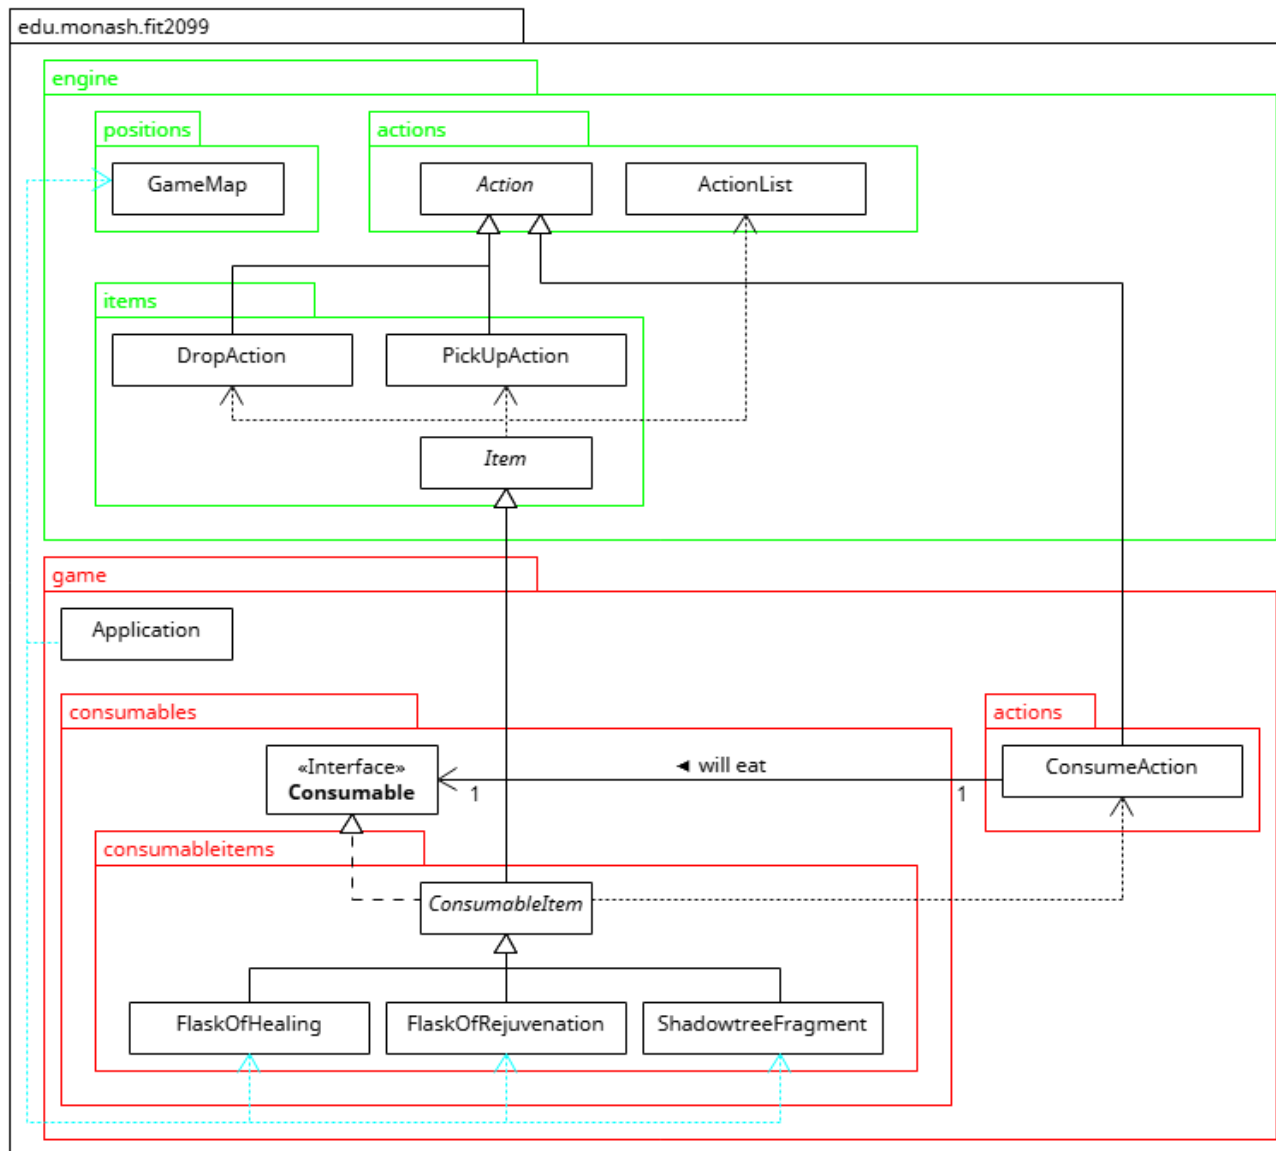 edu.monash.fit2099
engine
positions
actions
GameMap
Action
ActionList
items
DropAction
PickUpAction
Item
game
Application
consumables
actions
«Interface»
Consumable
◄ will eat
ConsumeAction
1
1
consumableitems
ConsumableItem
FlaskOfHealing
FlaskOfRejuvenation
ShadowtreeFragment